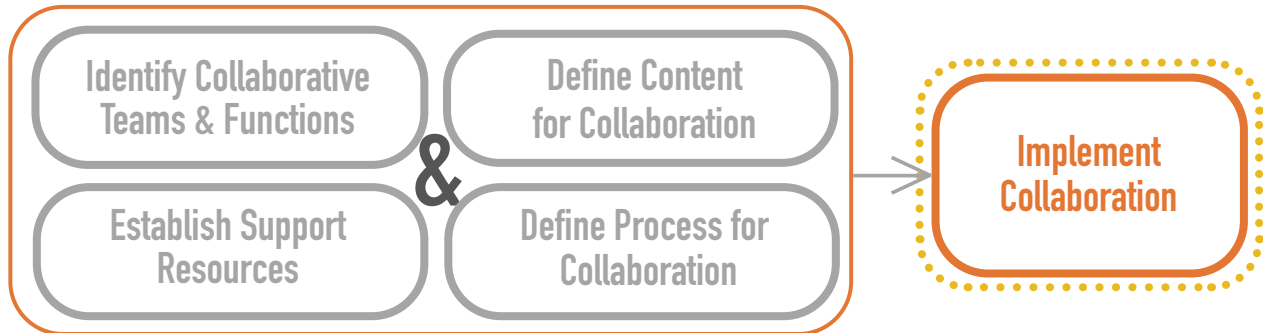 Identify Collaborative
Teams & Functions
Define Content
for Collaboration
&
Establish Support
Resources
Define Process for
Collaboration
Implement
Collaboration